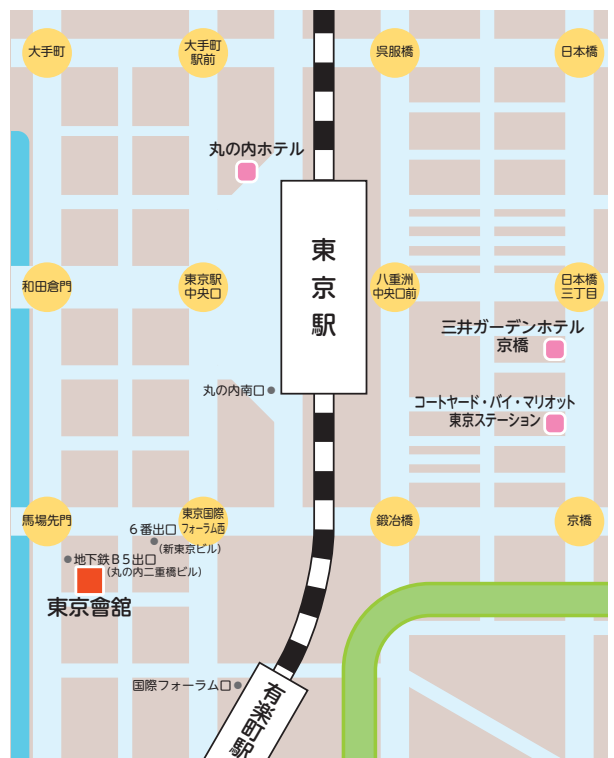 大手町
大手町
駅前
呉服橋
日本橋
丸の内ホテル
東京駅
和田倉門
東京駅
中央口
八重洲
中央口前
日本橋
三丁目
三井ガーデンホテル
京橋
丸の内南口
コートヤード・バイ・マリオット
東京ステーション
馬場先門
6番出口
(新東京ビル)
東京国際
フォーラム西
鍛冶橋
京橋
地下鉄B5出口
(丸の内二重橋ビル)
東京會舘
国際フォーラム口
有楽町駅